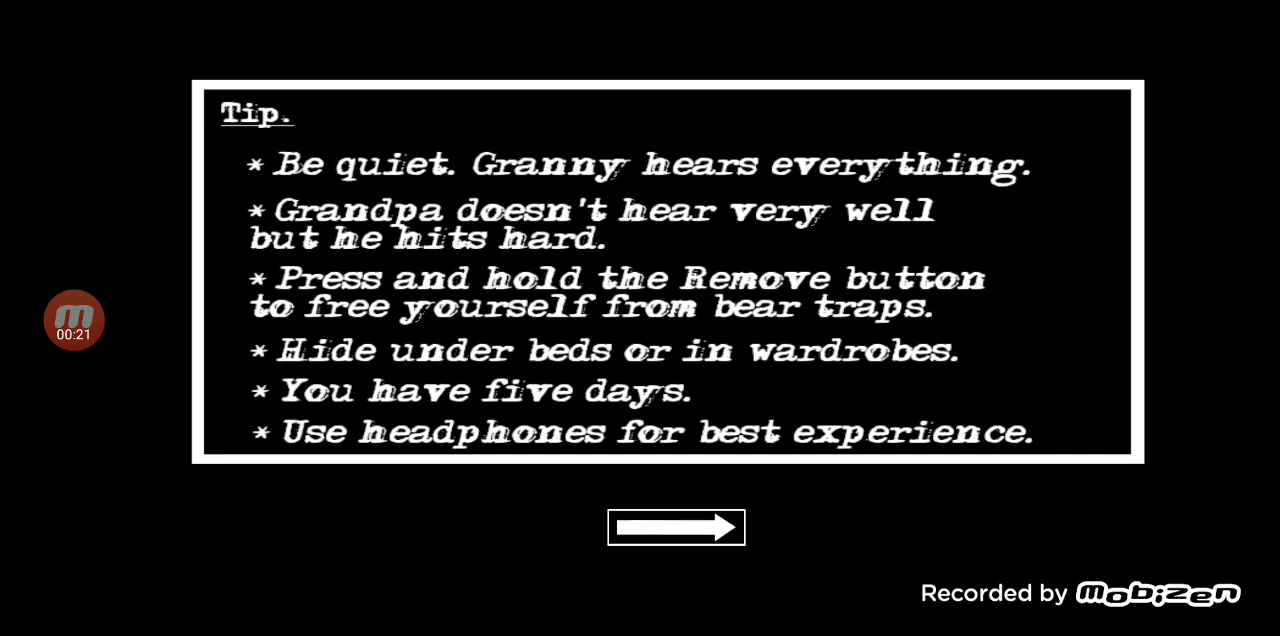 Tip.
* Be quiet. Granny hears everything.
* Grandpa doesn't hear very well
but he hits hard.
* Press and hold the Remove button
to free yourself from bear traps.
* Hide under beds or in wardrobes.
* You have five days.
* Use headphones for best experience.
m
00:21
Recorded by mobizen